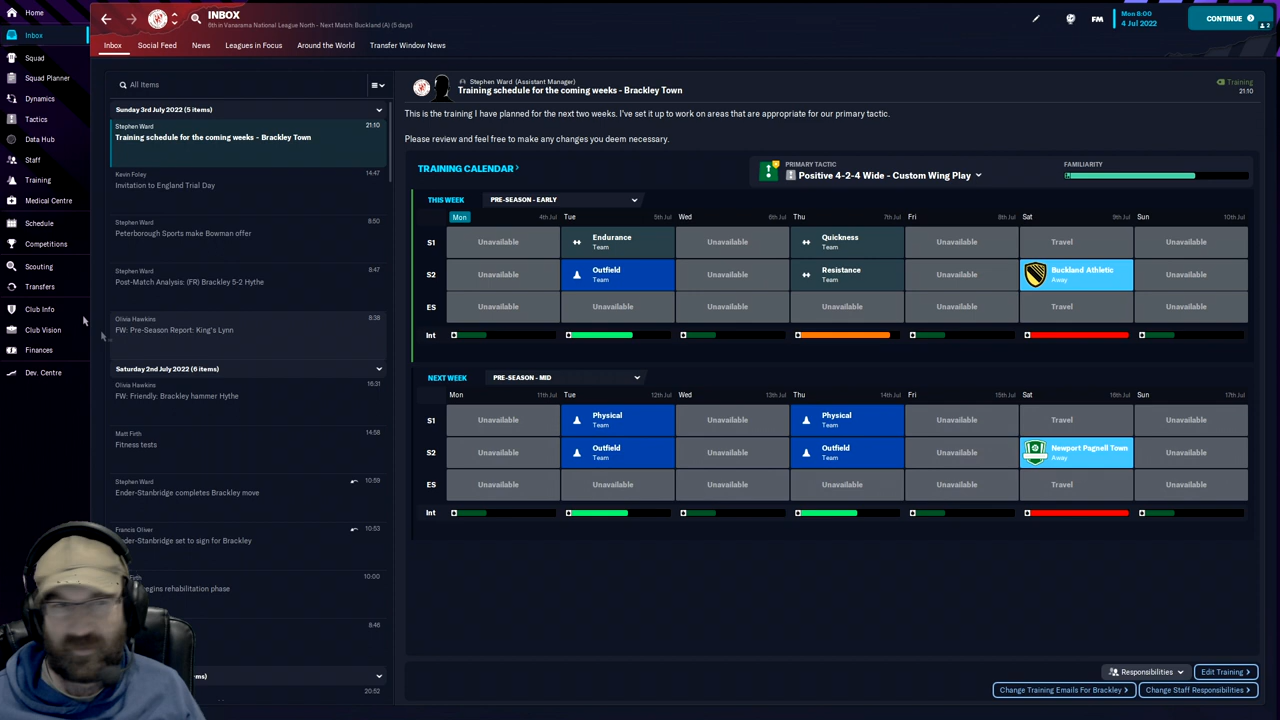 Home
Inbox
Squad
Squad Planner
Dynamics
Tactics
Data Hub
Staff
Training
Medical Centre
Schedule
Competitions
Scouting
Transfers
Club Info
Club Vision
Finances
Dev. Centre
INBOX
6th in Vanarama National League North - Next Match: Buckland (A) (5 days)
FM
Mon 8:00
4 Jul 2022
CONTINUE
2
Inbox
Social Feed
News
Leagues in Focus
Around the World
Transfer Window News
All Items
Sunday 3rd July 2022 (5 items)
Stephen Ward
21:10
Training schedule for the coming weeks - Brackley Town
Kevin Foley
14:47
Invitation to England Trial Day
Stephen Ward
8:50
Peterborough Sports make Bowman offer
Stephen Ward
8:47
Post-Match Analysis: (FR) Brackley 5-2 Hythe
Olivia Hawkins
8:38
FW: Pre-Season Report: King's Lynn
Saturday 2nd July 2022 (6 items)
Olivia Hawkins
16:31
FW: Friendly: Brackley hammer Hythe
Matt Firth
14:58
Fitness tests
Stephen Ward
10:59
Ender-Stanbridge completes Brackley move
Francis Oliver
10:53
Ender-Stanbridge set to sign for Brackley
10:00
begins rehabilitation phase
8:46
20:52
Stephen Ward (Assistant Manager)
Training schedule for the coming weeks - Brackley Town
Training
21:10
This is the training I have planned for the next two weeks. I've set it up to work on areas that are appropriate for our primary tactic.
Please review and feel free to make any changes you deem necessary.
TRAINING CALENDAR
PRIMARY TACTIC
Positive 4-2-4 Wide - Custom Wing Play
FAMILIARITY
THIS WEEK
PRE-SEASON - EARLY
Mon 4th Jul Tue 5th Jul Wed 6th Jul Thu 7th Jul Fri 8th Jul Sat 9th Jul Sun 10th Jul
S1 Unavailable Endurance Team Unavailable Quickness Team Unavailable Travel Unavailable
S2 Unavailable Outfield Team Unavailable Resistance Team Unavailable Buckland Athletic Away Unavailable
ES Unavailable Unavailable Unavailable Unavailable Unavailable Travel Unavailable
Int
NEXT WEEK
PRE-SEASON - MID
Mon 11th Jul Tue 12th Jul Wed 13th Jul Thu 14th Jul Fri 15th Jul Sat 16th Jul Sun 17th Jul
S1 Unavailable Physical Team Unavailable Physical Team Unavailable Travel Unavailable
S2 Unavailable Outfield Team Unavailable Outfield Team Unavailable Newport Pagnell Town Away Unavailable
ES Unavailable Unavailable Unavailable Unavailable Unavailable Travel Unavailable
Int
Responsibilities
Edit Training
Change Training Emails For Brackley
Change Staff Responsibilities